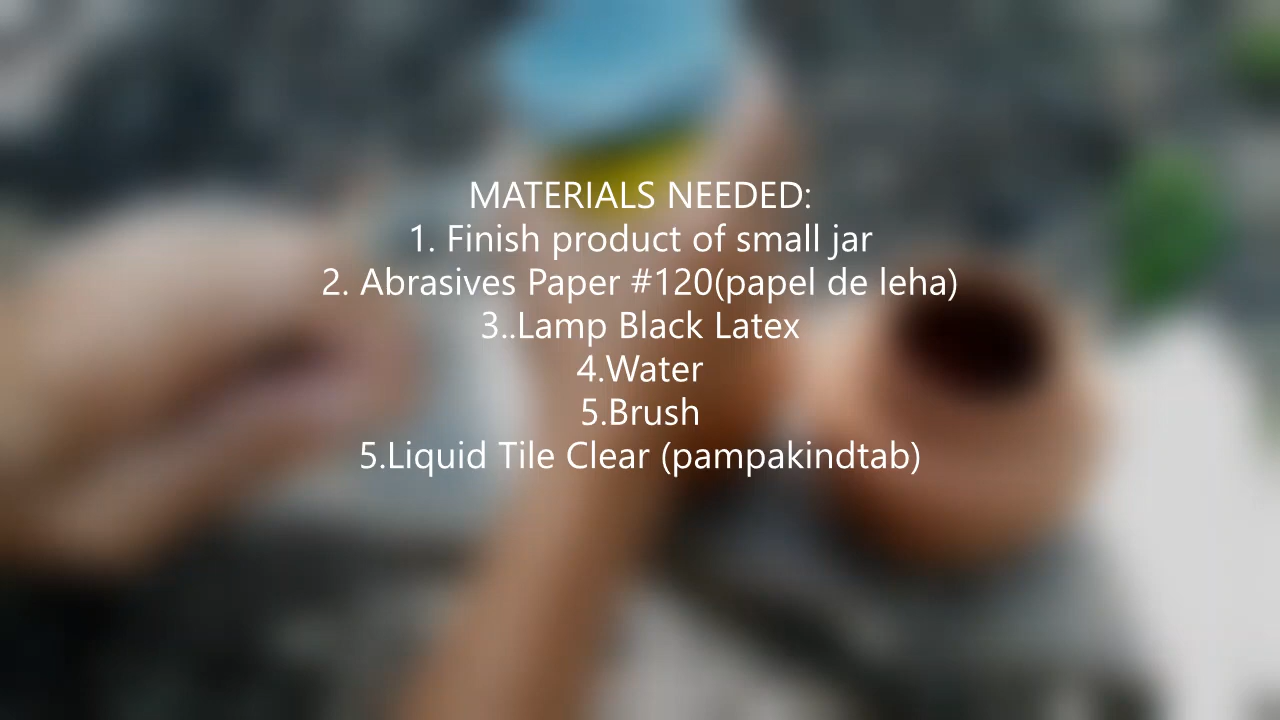 MATERIALS NEEDED:
1. Finish product of small jar
2. Abrasives Paper #120(papel de leha)
3..Lamp Black Latex
4.Water
5.Brush
5.Liquid Tile Clear (pampakindtab)